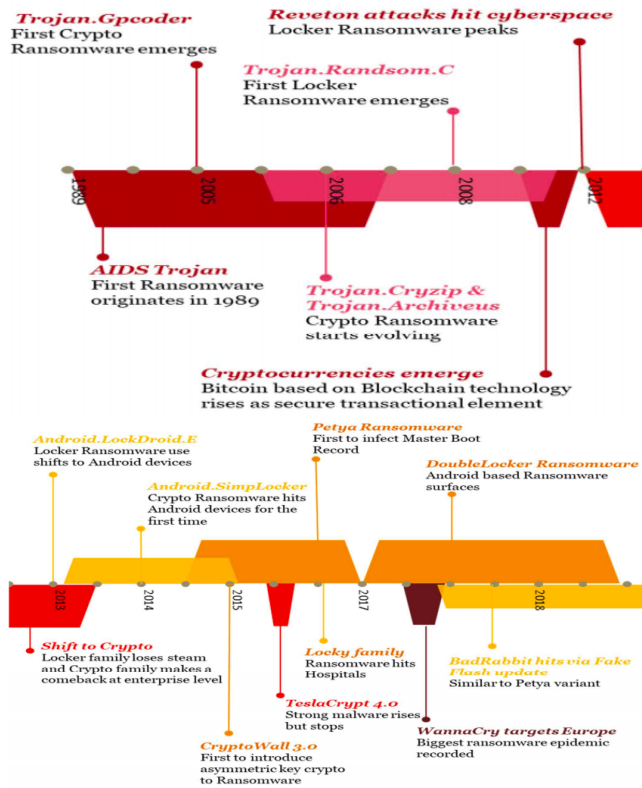 Trojan.Gpcoder
First Crypto
Ransomware emerges
Reveton attacks hit cyberspace
Locker Ransomware peaks
Trojan.Randsom.C
First Locker
Ransomware emerges
1989
2005
2006
2008
2012
AIDS Trojan
First Ransomware
originates in 1989
Trojan.Cryzip &
Trojan.Archiveus
Crypto Ransomware
starts evolving
Cryptocurrencies emerge
Bitcoin based on Blockchain technology
rises as secure transactional element
Android.LockDroid.E
Locker Ransomware use
shifts to Android devices
Android.SimpLocker
Crypto Ransomware hits
Android devices for the
first time
Petya Ransomware
First to infect Master Boot
Record
DoubleLocker Ransomware
Android based Ransomware
surfaces
2013
2014
2015
2017
2018
Shift to Crypto
Locker family loses steam
and Crypto family makes a
comeback at enterprise level
CryptoWall 3.0
First to introduce
asymmetric key crypto
to Ransomware
TeslaCrypt 4.0
Strong malware rises
but stops
Locky family
Ransomware hits
Hospitals
WannaCry targets Europe
Biggest ransomware epidemic
recorded
BadRabbit hits via Fake
Flash update
Similar to Petya variant